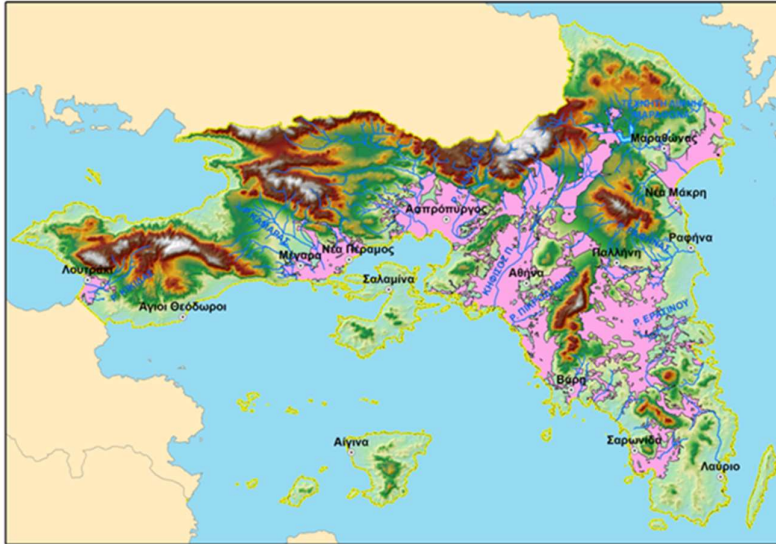 Μαραθώνας
Νέα Μάκρη
Ασπρόπυργος
Ραφήνα
Παλλήνη
Νέα Πέραμος
Μέγαρα
Λουτράκι
Αθήνα
Σαλαμίνα
ΚΗΦΙΣΟΣ Π.
Άγιοι Θεόδωροι
Ρ. ΕΡΑΣΙΝΟΥ
Βάρη
Αίγινα
Σαρωνίδα
Λαύριο